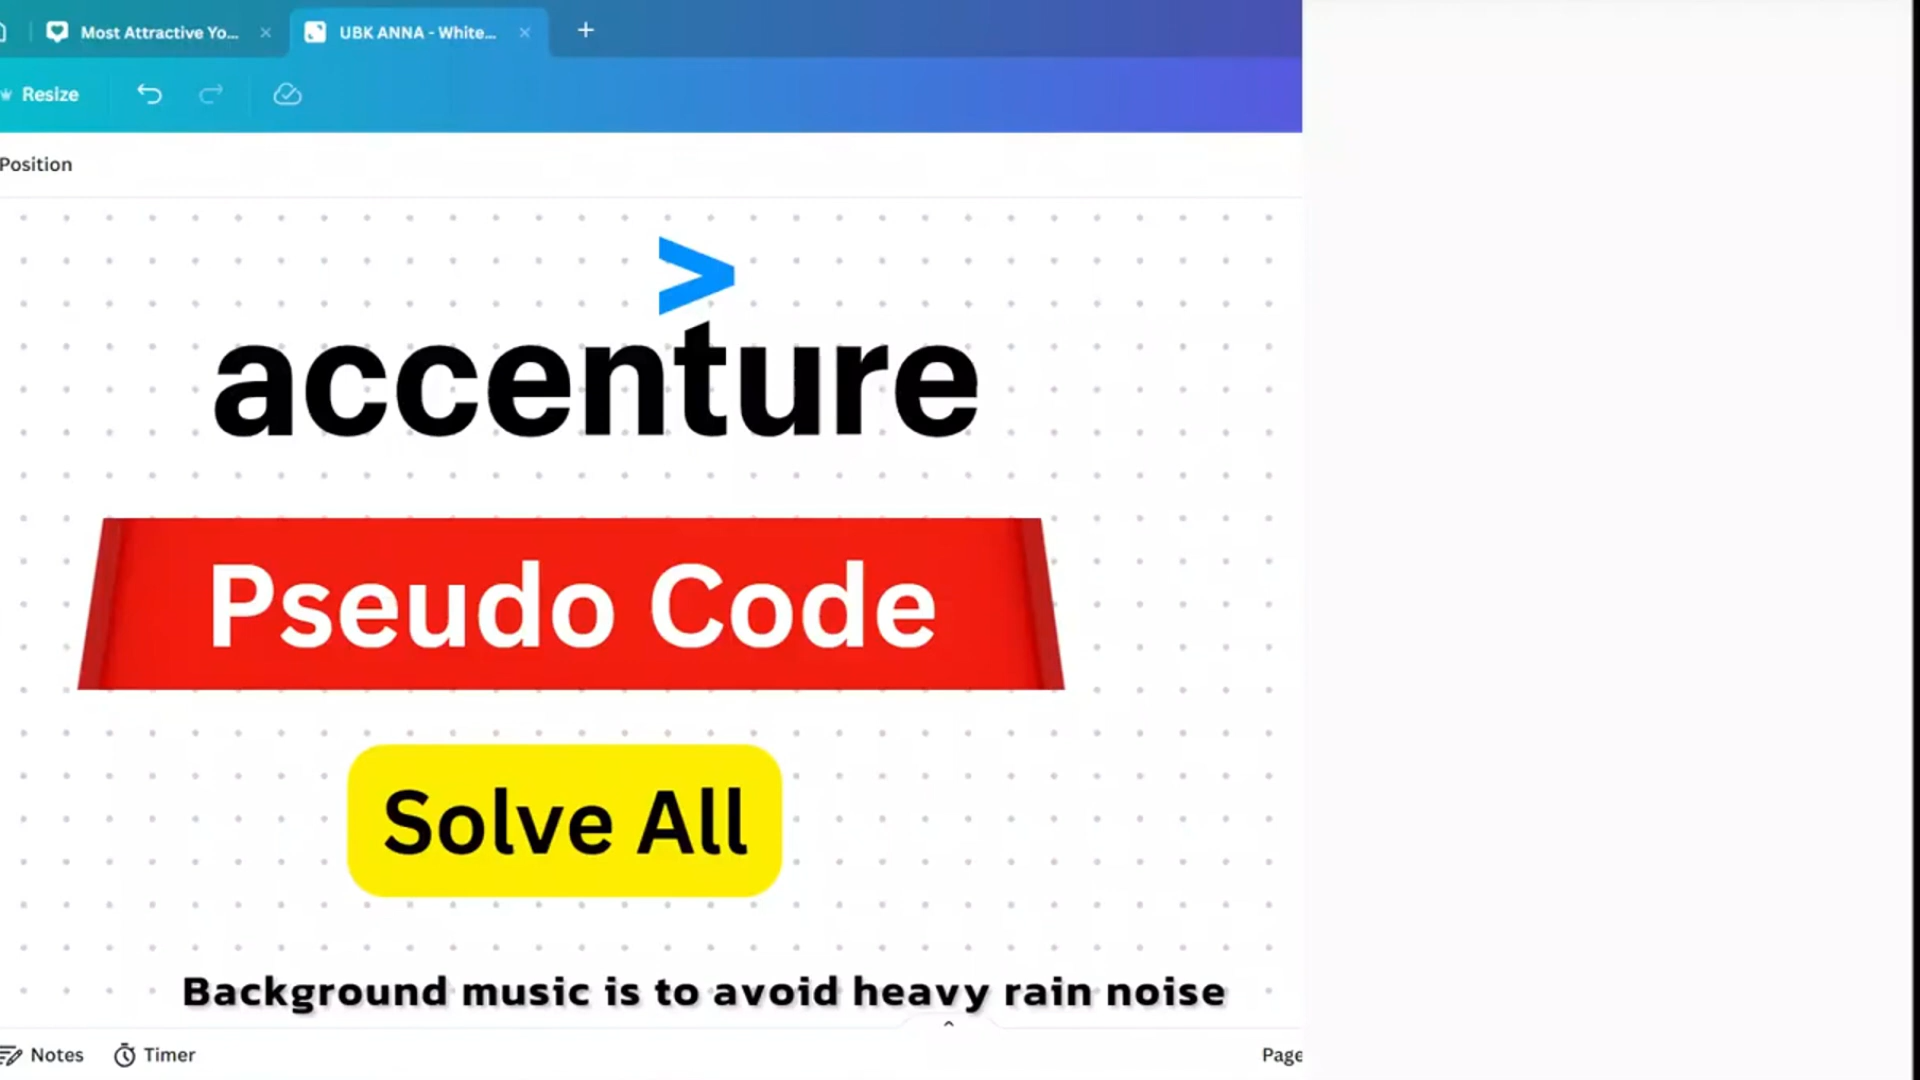 Most Attractive Yo...
UBK ANNA - White...
Resize
Position
>
accenture
Pseudo Code
Solve All
Background music is to avoid heavy rain noise
Notes
Timer
Page